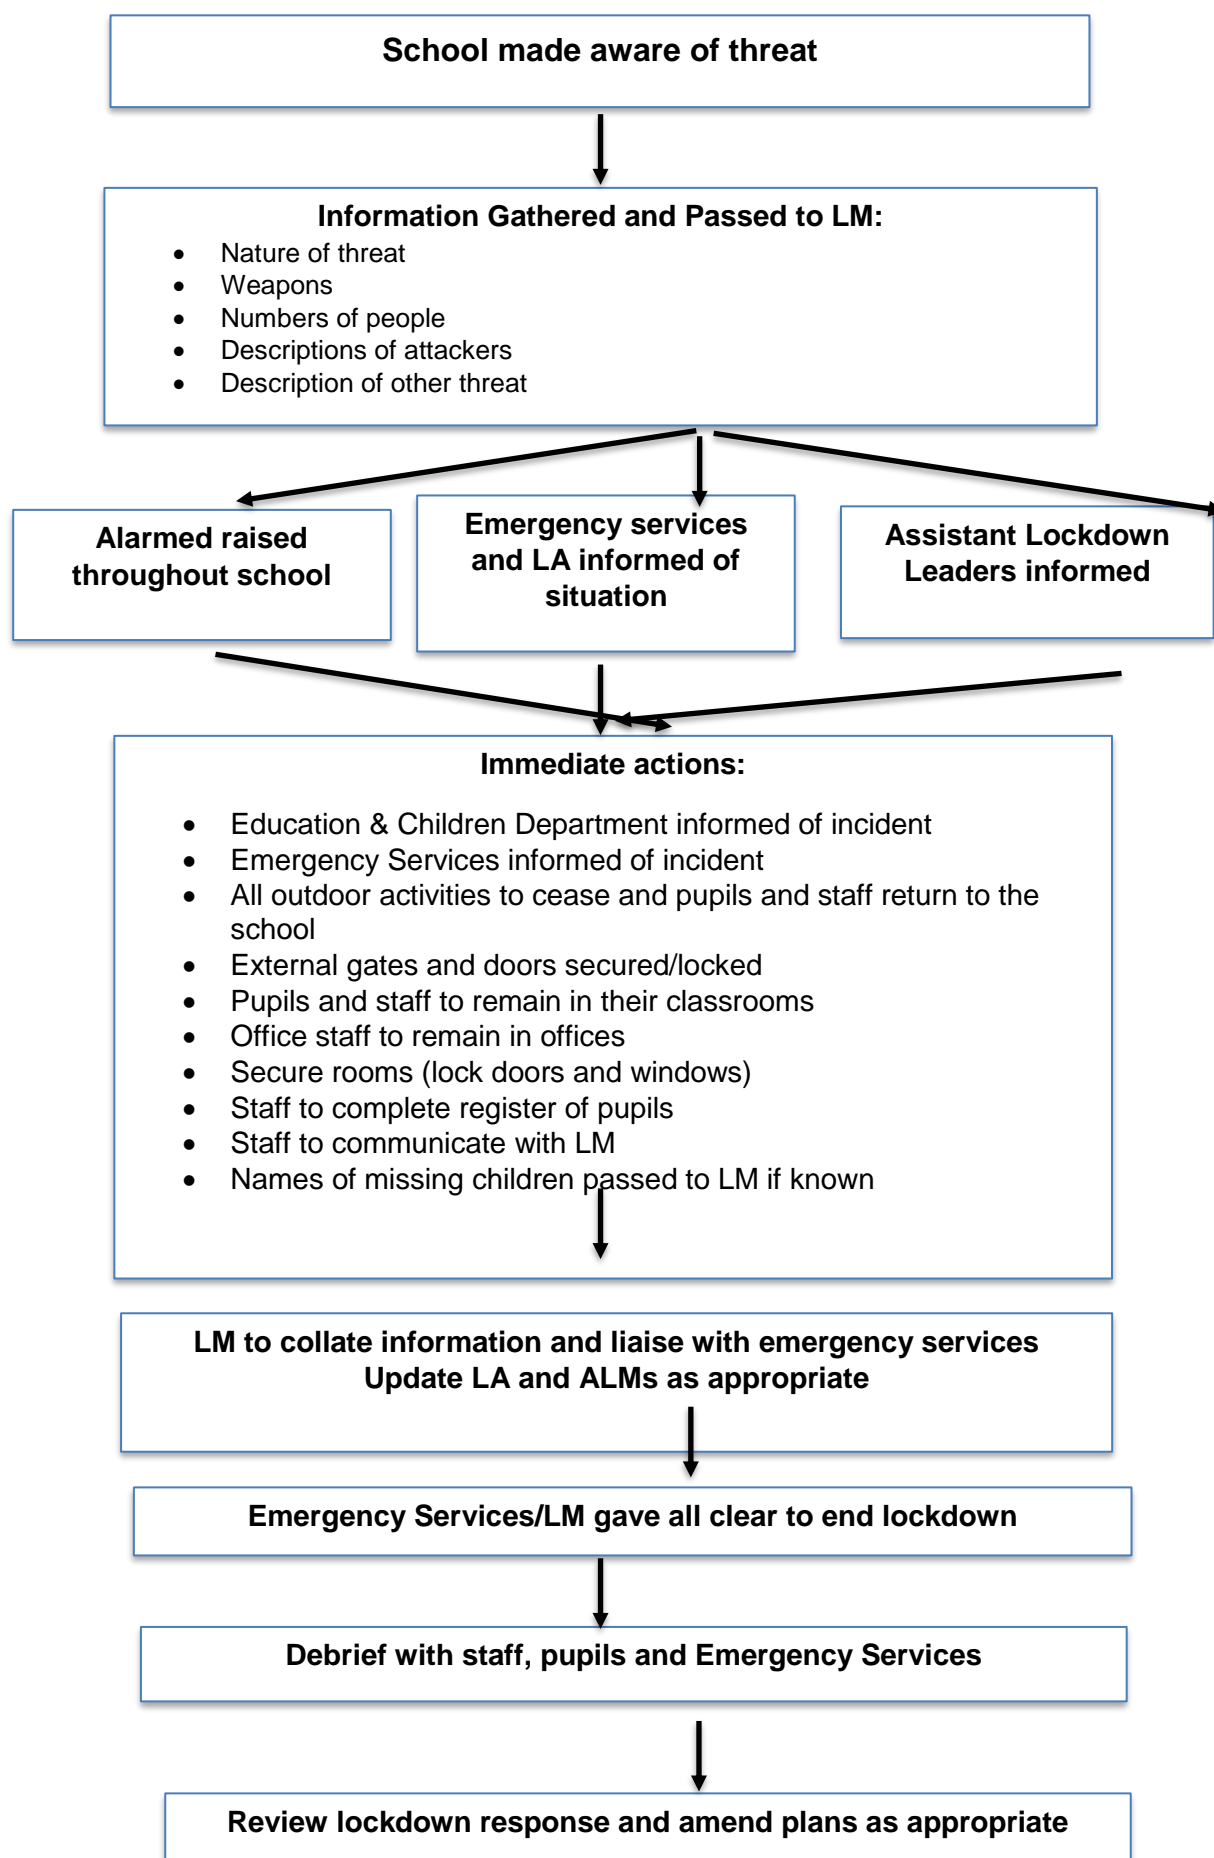 School made aware of threat
Information Gathered and Passed to LM:
• Nature of threat
• Weapons
• Numbers of people
• Descriptions of attackers
• Description of other threat
Alarmed raised
throughout school
Emergency services
and LA informed of
situation
Assistant Lockdown
Leaders informed
Immediate actions:
• Education & Children Department informed of incident
• Emergency Services informed of incident
• All outdoor activities to cease and pupils and staff return to the
school
• External gates and doors secured/locked
• Pupils and staff to remain in their classrooms
• Office staff to remain in offices
• Secure rooms (lock doors and windows)
• Staff to complete register of pupils
• Staff to communicate with LM
• Names of missing children passed to LM if known
LM to collate information and liaise with emergency services
Update LA and ALMs as appropriate
Emergency Services/LM gave all clear to end lockdown
Debrief with staff, pupils and Emergency Services
Review lockdown response and amend plans as appropriate